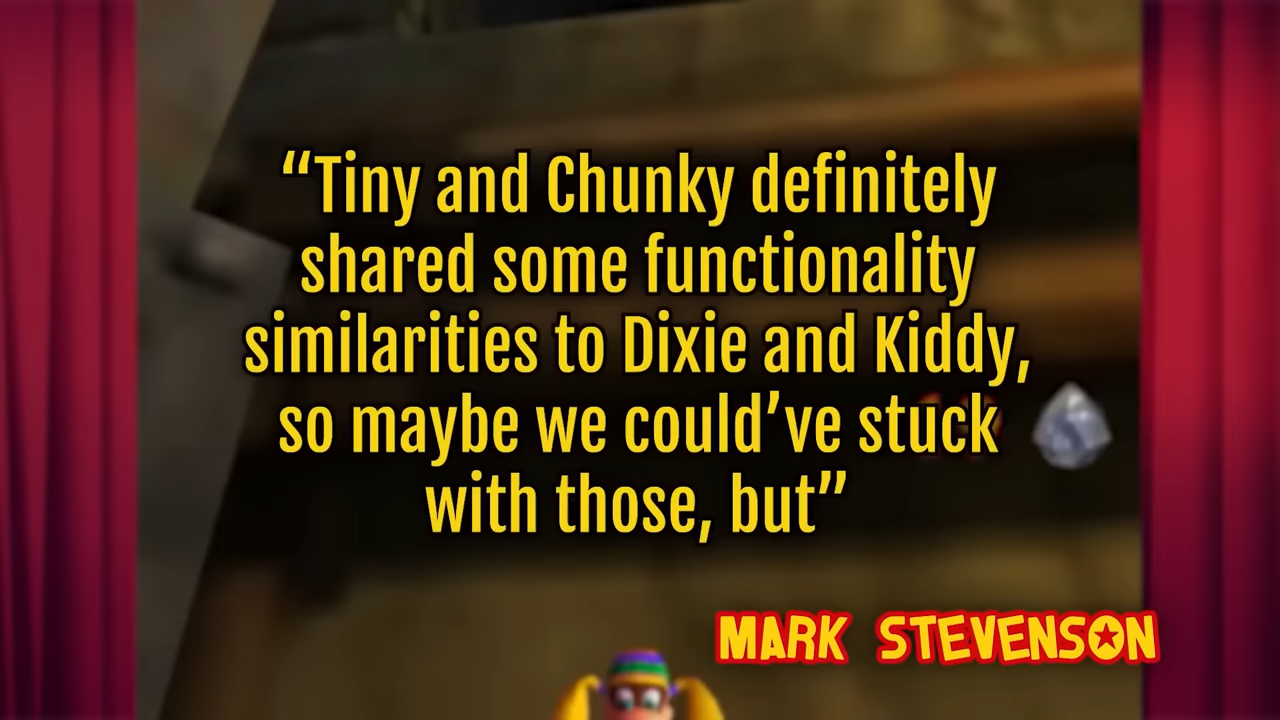 “Tiny and Chunky definitely
shared some functionality
similarities to Dixie and Kiddy,
so maybe we could’ve stuck
with those, but”
MARK STEVENSON